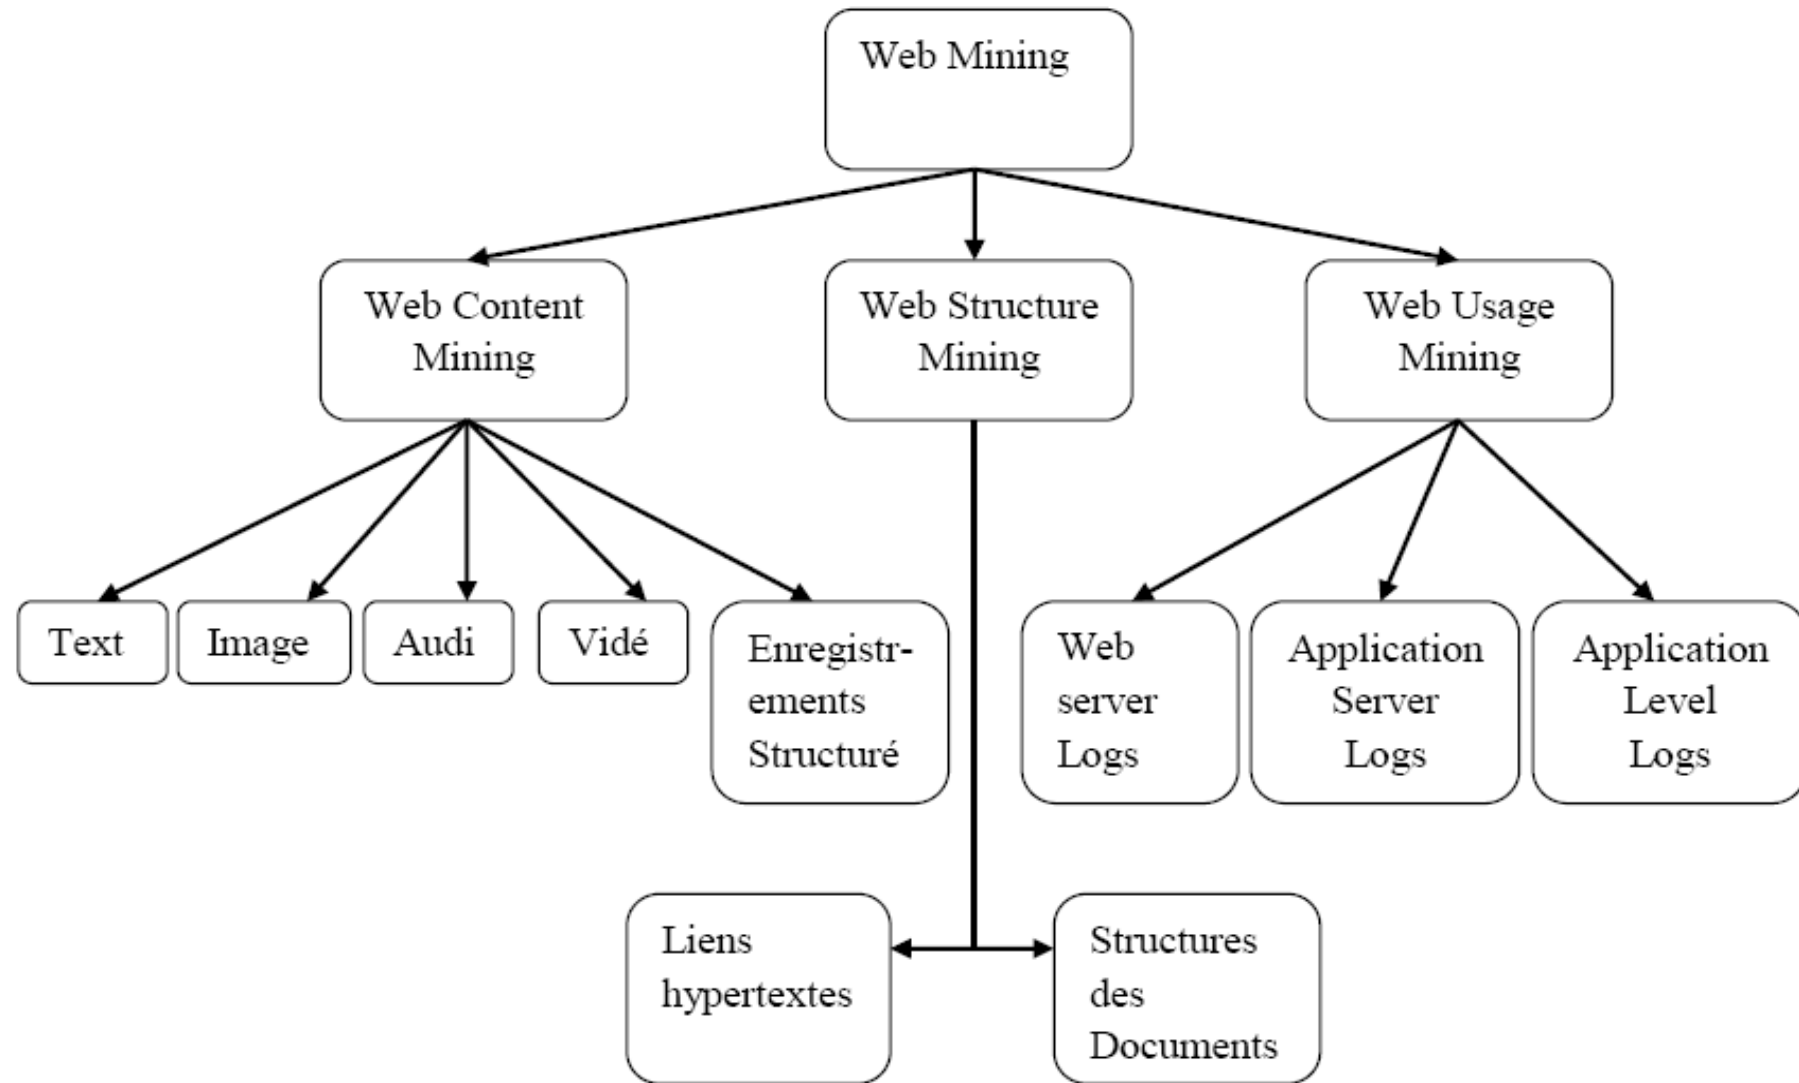 Web Mining
Web Content
Mining
Web Structure
Mining
Web Usage
Mining
Text
Image
Audi
Vidé
Enregistr-
ements
Structuré
Web
server
Logs
Application
Server
Logs
Application
Level
Logs
Liens
hypertextes
Structures
des
Documents